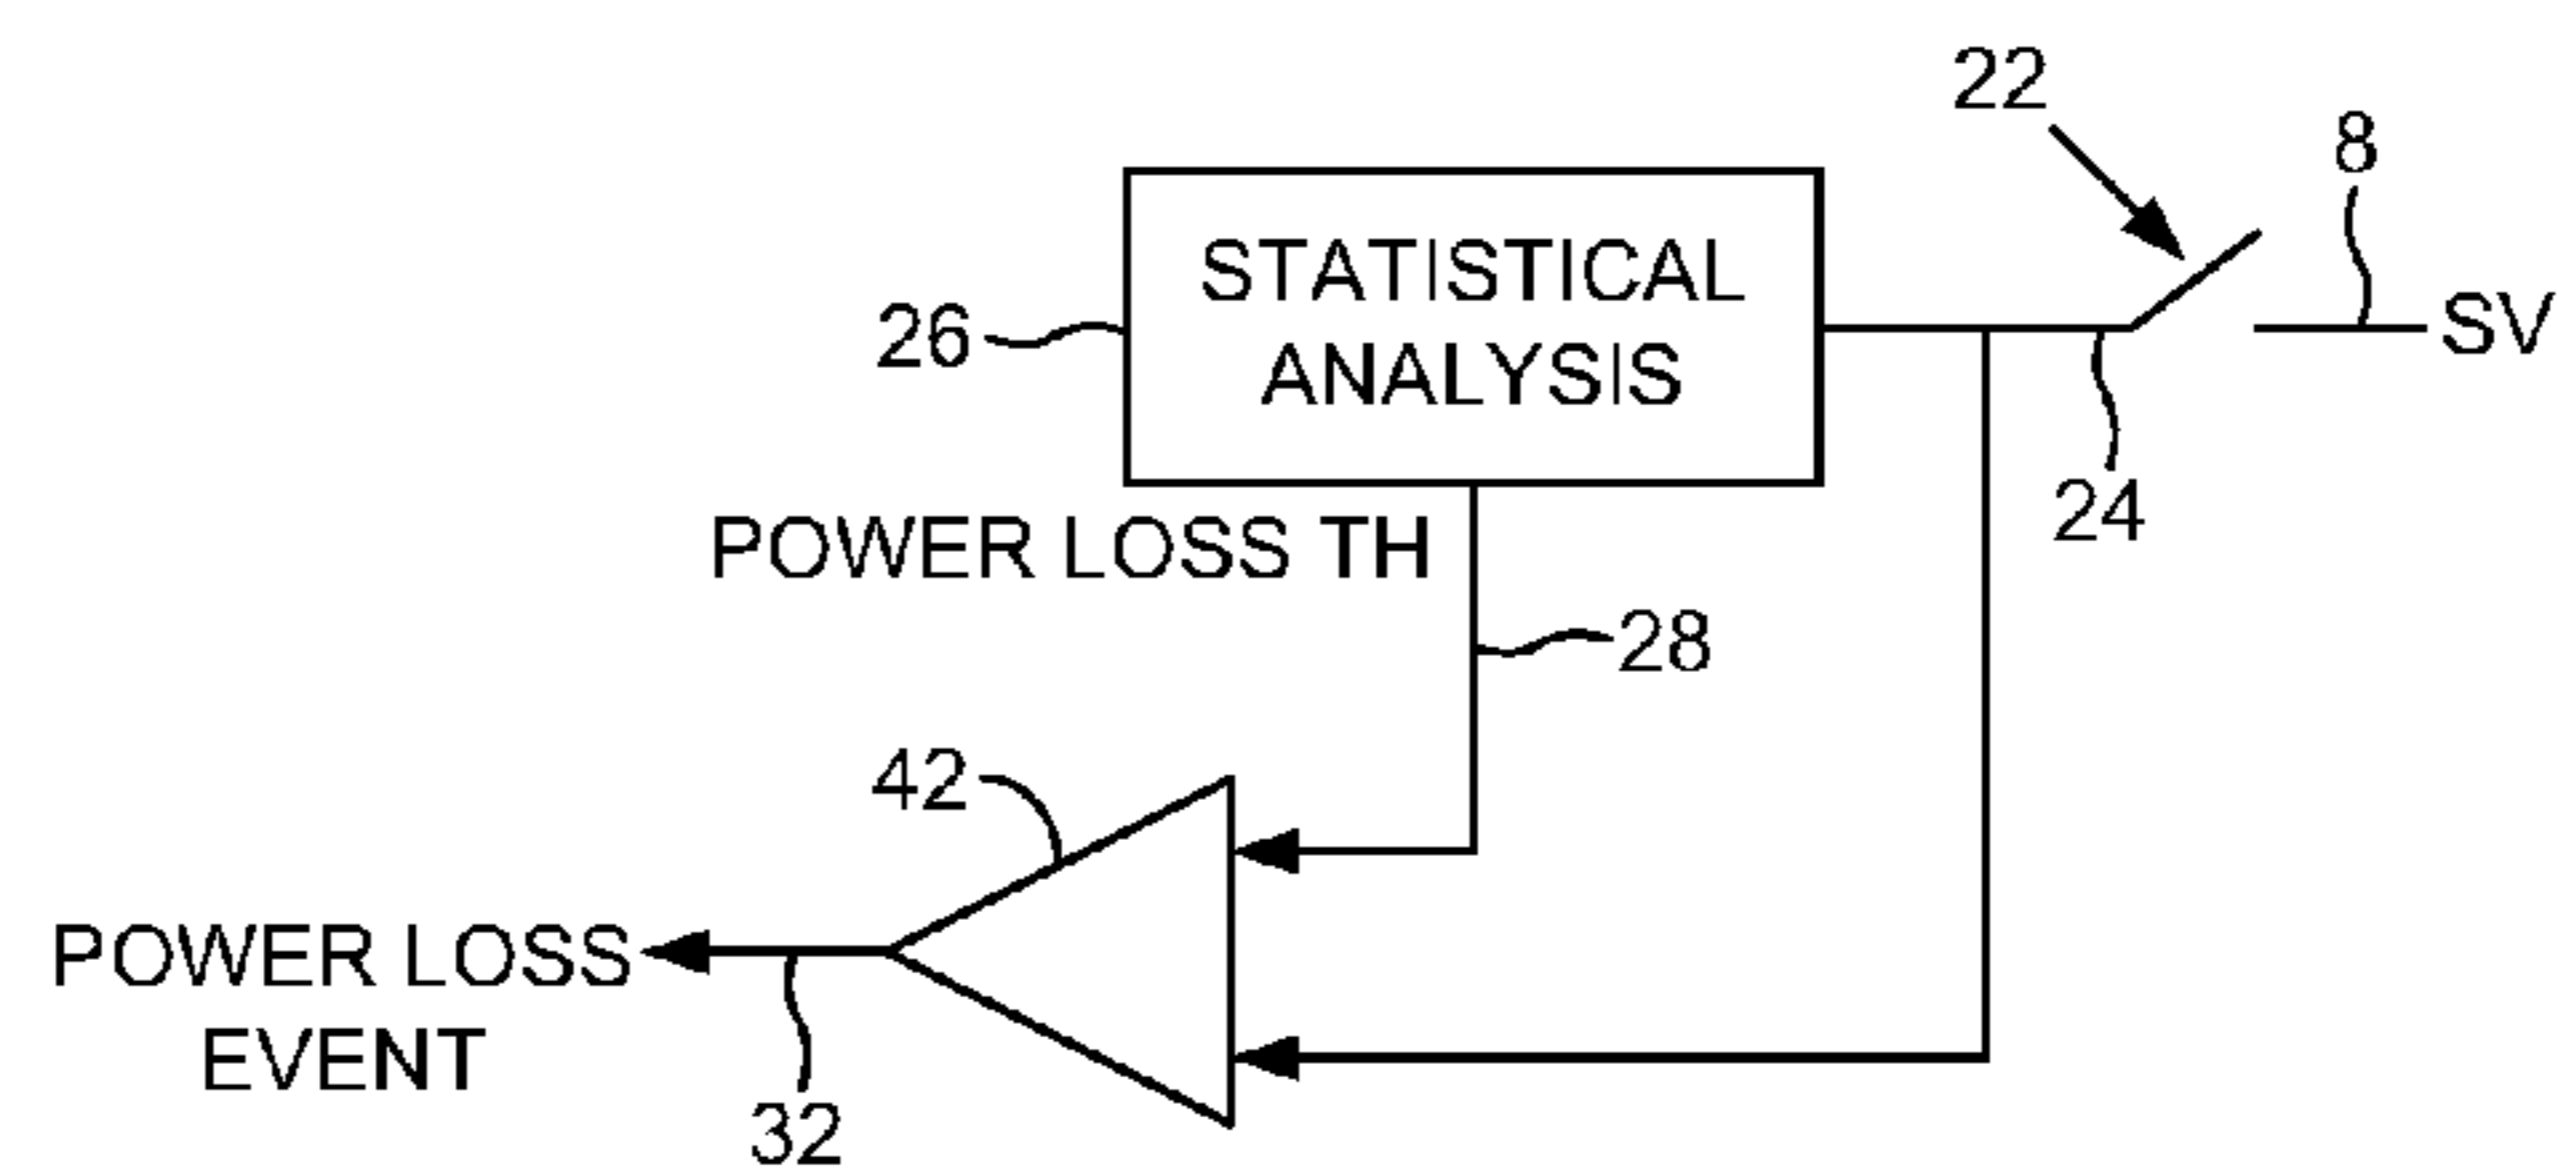 22
8
STATISTICAL
ANALYSIS
26
SV
24
POWER LOSS TH
28
42
POWER LOSS
EVENT
32